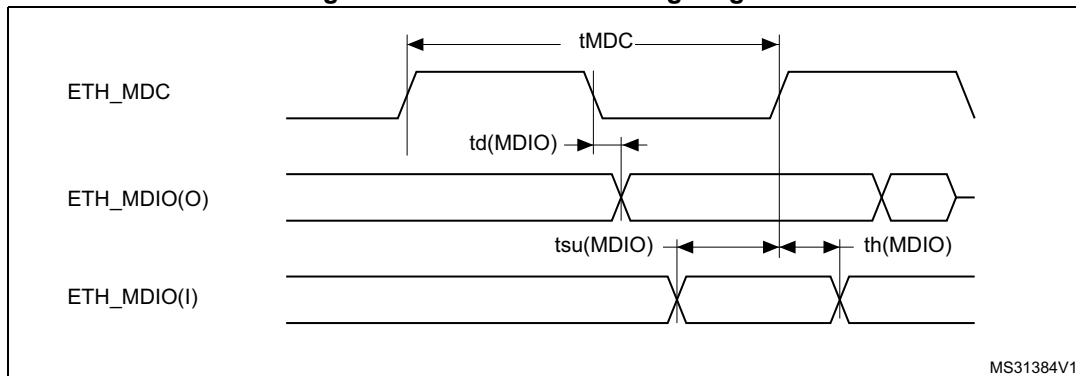 tMDC
ETH_MDC
td(MDIO)
ETH_MDIO(O)
tsu(MDIO) th(MDIO)
ETH_MDIO(I)
MS31384V1